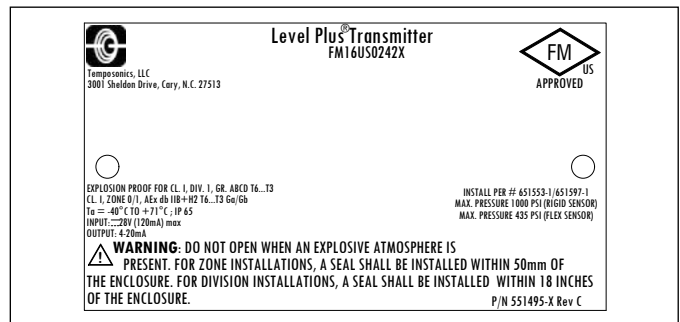 Level Plus® Transmitter
FM16US0242X
Temposonics, LLC
3001 Sheldon Drive, Cary, N.C. 27513
FM
US
APPROVED
EXPLOSION PROOF FOR CL. I, DIV. 1, GR. ABCD T6...T3
CL. I, ZONE 0/1, AEx db IIB+H2 T6...T3 Ga/Gb
Ta = -40°C TO +71°C ; IP 65
INPUT:⎓28V (120mA) max
OUTPUT: 4-20mA
INSTALL PER # 651553-1/651597-1
MAX. PRESSURE 1000 PSI (RIGID SENSOR)
MAX. PRESSURE 435 PSI (FLEX SENSOR)
WARNING: DO NOT OPEN WHEN AN EXPLOSIVE ATMOSPHERE IS
PRESENT. FOR ZONE INSTALLATIONS, A SEAL SHALL BE INSTALLED WITHIN 50mm OF
THE ENCLOSURE. FOR DIVISION INSTALLATIONS, A SEAL SHALL BE INSTALLED WITHIN 18 INCHES
OF THE ENCLOSURE.
P/N 551495-X Rev C